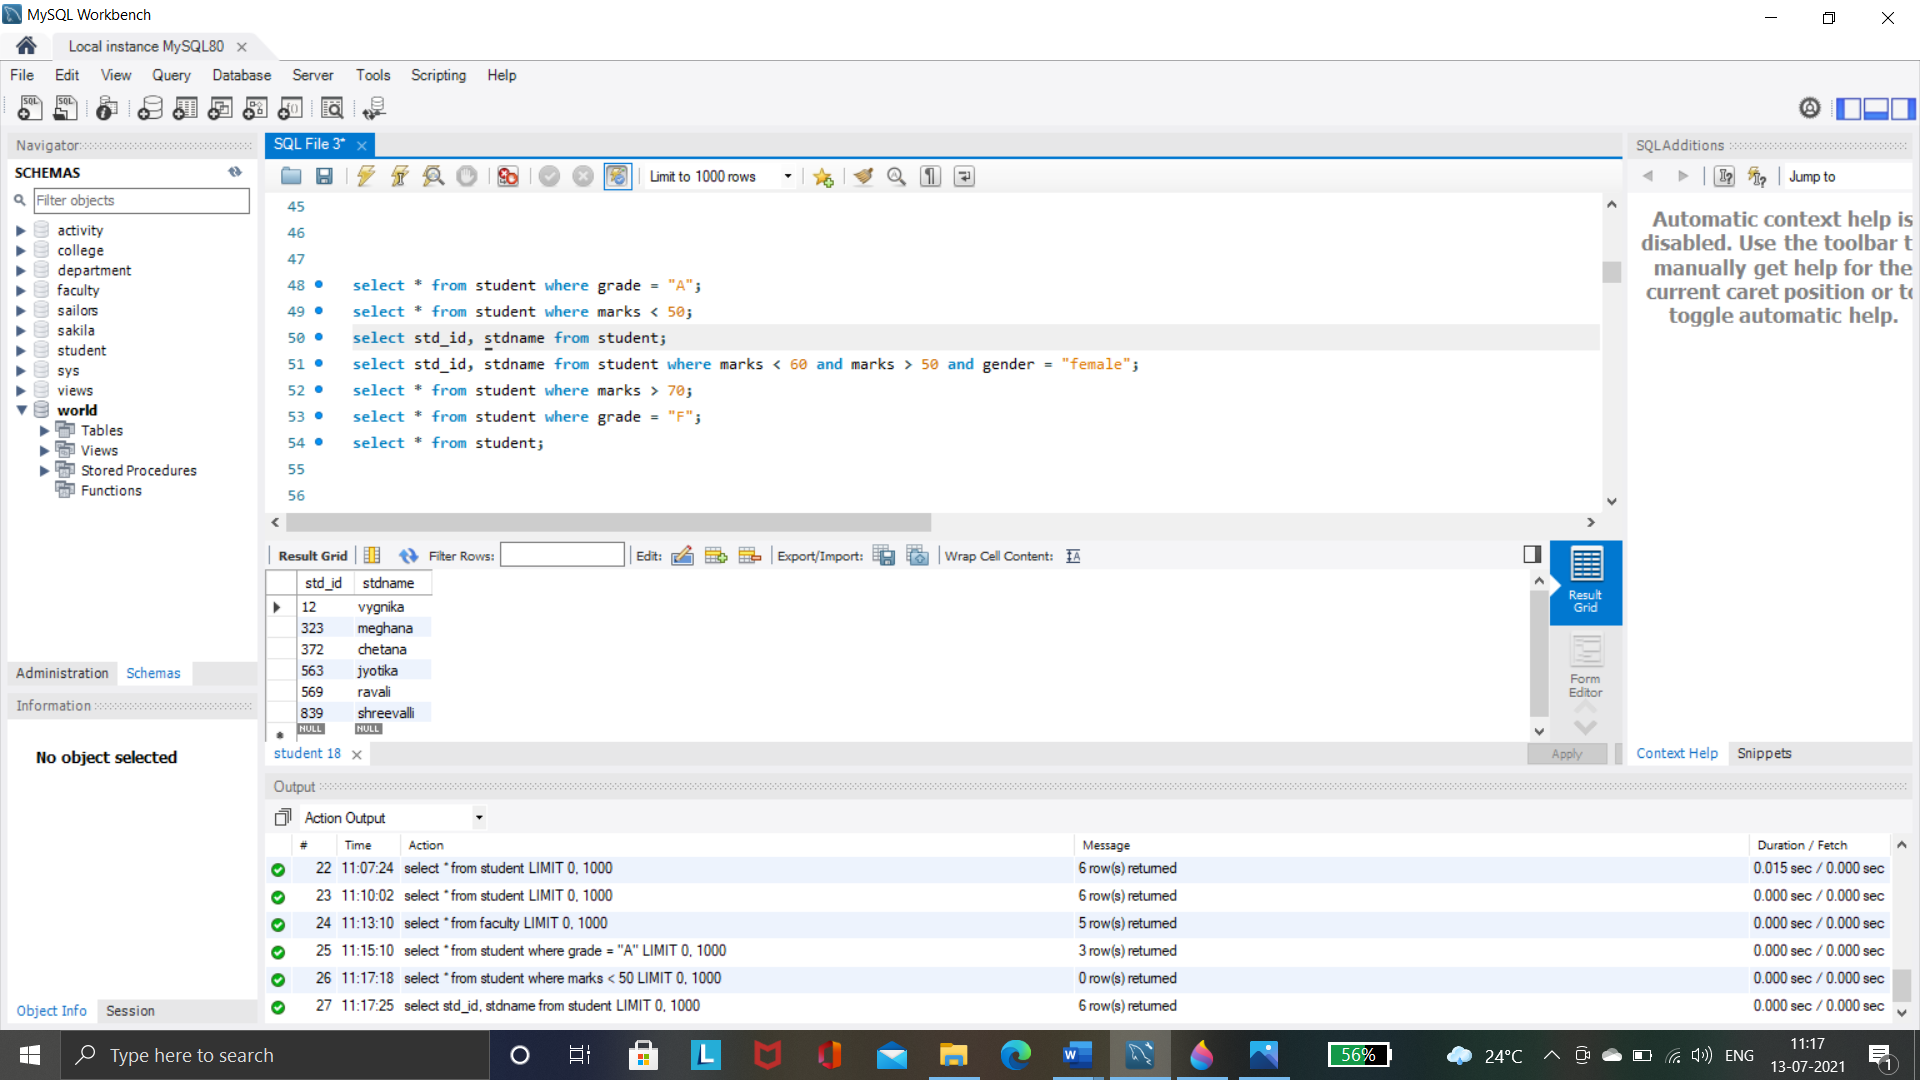 MySQL Workbench
Local instance MySQL80
File Edit View Query Database Server Tools Scripting Help
Navigator
SCHEMAS
Filter objects
activity
college
department
faculty
sailors
sakila
student
sys
views
world
Tables
Views
Stored Procedures
Functions
Administration Schemas
Information
No object selected
Object Info Session
SQL File 3*
Limit to 1000 rows
45
46
47
48 select * from student where grade = "A";
49 select * from student where marks < 50;
50 select std_id, stdname from student;
51 select std_id, stdname from student where marks < 60 and marks > 50 and gender = "female";
52 select * from student where marks > 70;
53 select * from student where grade = "F";
54 select * from student;
55
56
Result Grid Filter Rows: Edit: Export/Import: Wrap Cell Content:
std_id stdname
12 vygnika
323 meghana
372 chetana
563 jyotika
569 ravali
839 shreevalli
NULL NULL
Result
Grid
Form
Editor
student 18
Apply
SQLAdditions
Jump to
Automatic context help is
disabled. Use the toolbar t
manually get help for the
current caret position or to
toggle automatic help.
Context Help Snippets
Output
Action Output
# Time Action Message Duration / Fetch
22 11:07:24 select * from student LIMIT 0, 1000 6 row(s) returned 0.015 sec / 0.000 sec
23 11:10:02 select * from student LIMIT 0, 1000 6 row(s) returned 0.000 sec / 0.000 sec
24 11:13:10 select * from faculty LIMIT 0, 1000 5 row(s) returned 0.000 sec / 0.000 sec
25 11:15:10 select * from student where grade = "A" LIMIT 0, 1000 3 row(s) returned 0.000 sec / 0.000 sec
26 11:17:18 select * from student where marks < 50 LIMIT 0, 1000 0 row(s) returned 0.000 sec / 0.000 sec
27 11:17:25 select std_id, stdname from student LIMIT 0, 1000 6 row(s) returned 0.000 sec / 0.000 sec
Type here to search
56%
24°C
ENG
11:17
13-07-2021
1